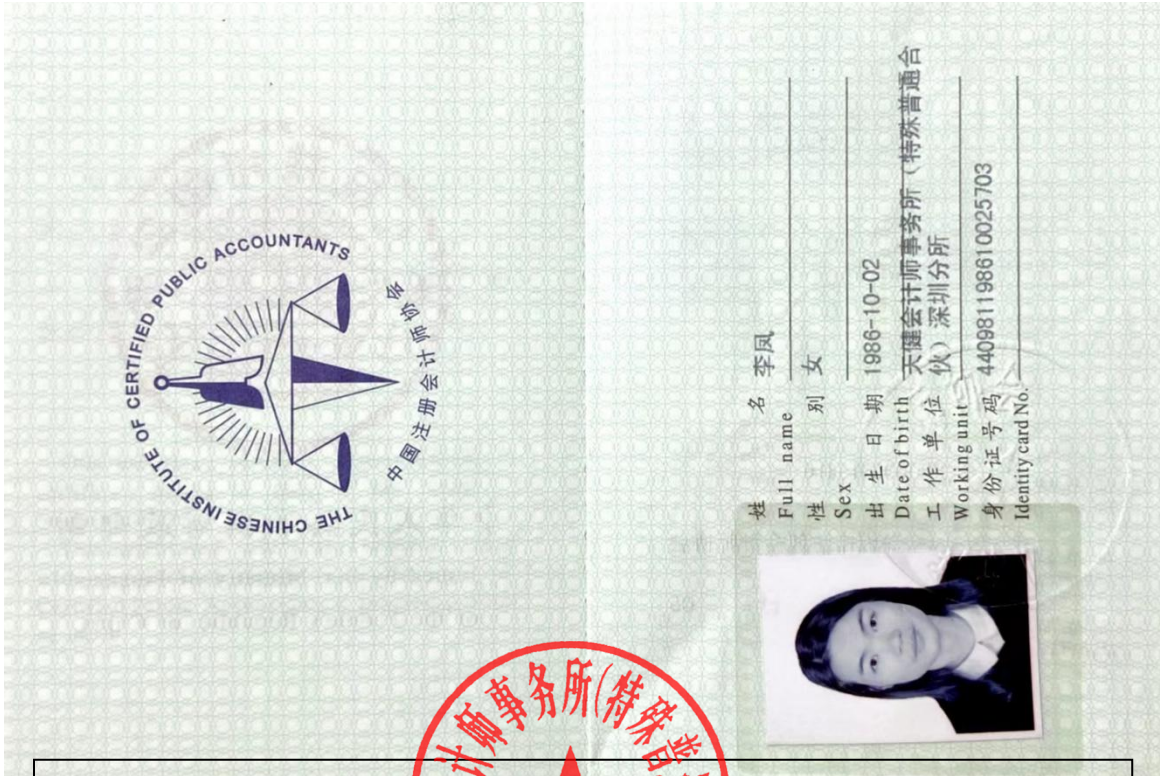 THE CHINESE INSTITUTE OF CERTIFIED PUBLIC ACCOUNTANTS
中国注册会计师协会
姓 名 李凤
Full name
性 别 女
Sex
出 生 日 期 1986-10-02
Date of birth
工 作 单 位 天健会计师事务所（特殊普通合
伙）深圳分所
Working unit
身份证号码 440981198610025703
Identity card No.
计师事务所(特殊普